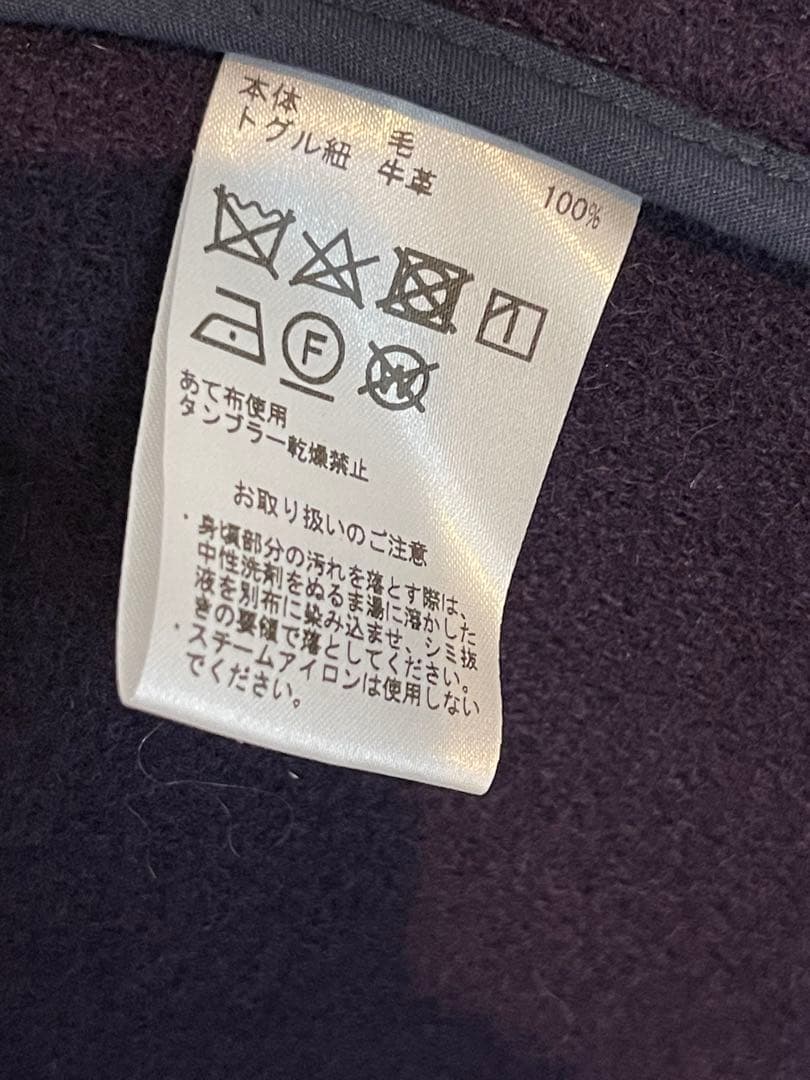 本体 毛 100%
トグル紐 牛革
F
W
あて布使用
タンブラー乾燥禁止
お取り扱いのご注意
・身頃部分の汚れを落とす際は、
中性洗剤をぬるま湯に溶かした
液を別布に染み込ませ、シミ抜
きの要領で落としてください。
・スチームアイロンは使用しない
でください。